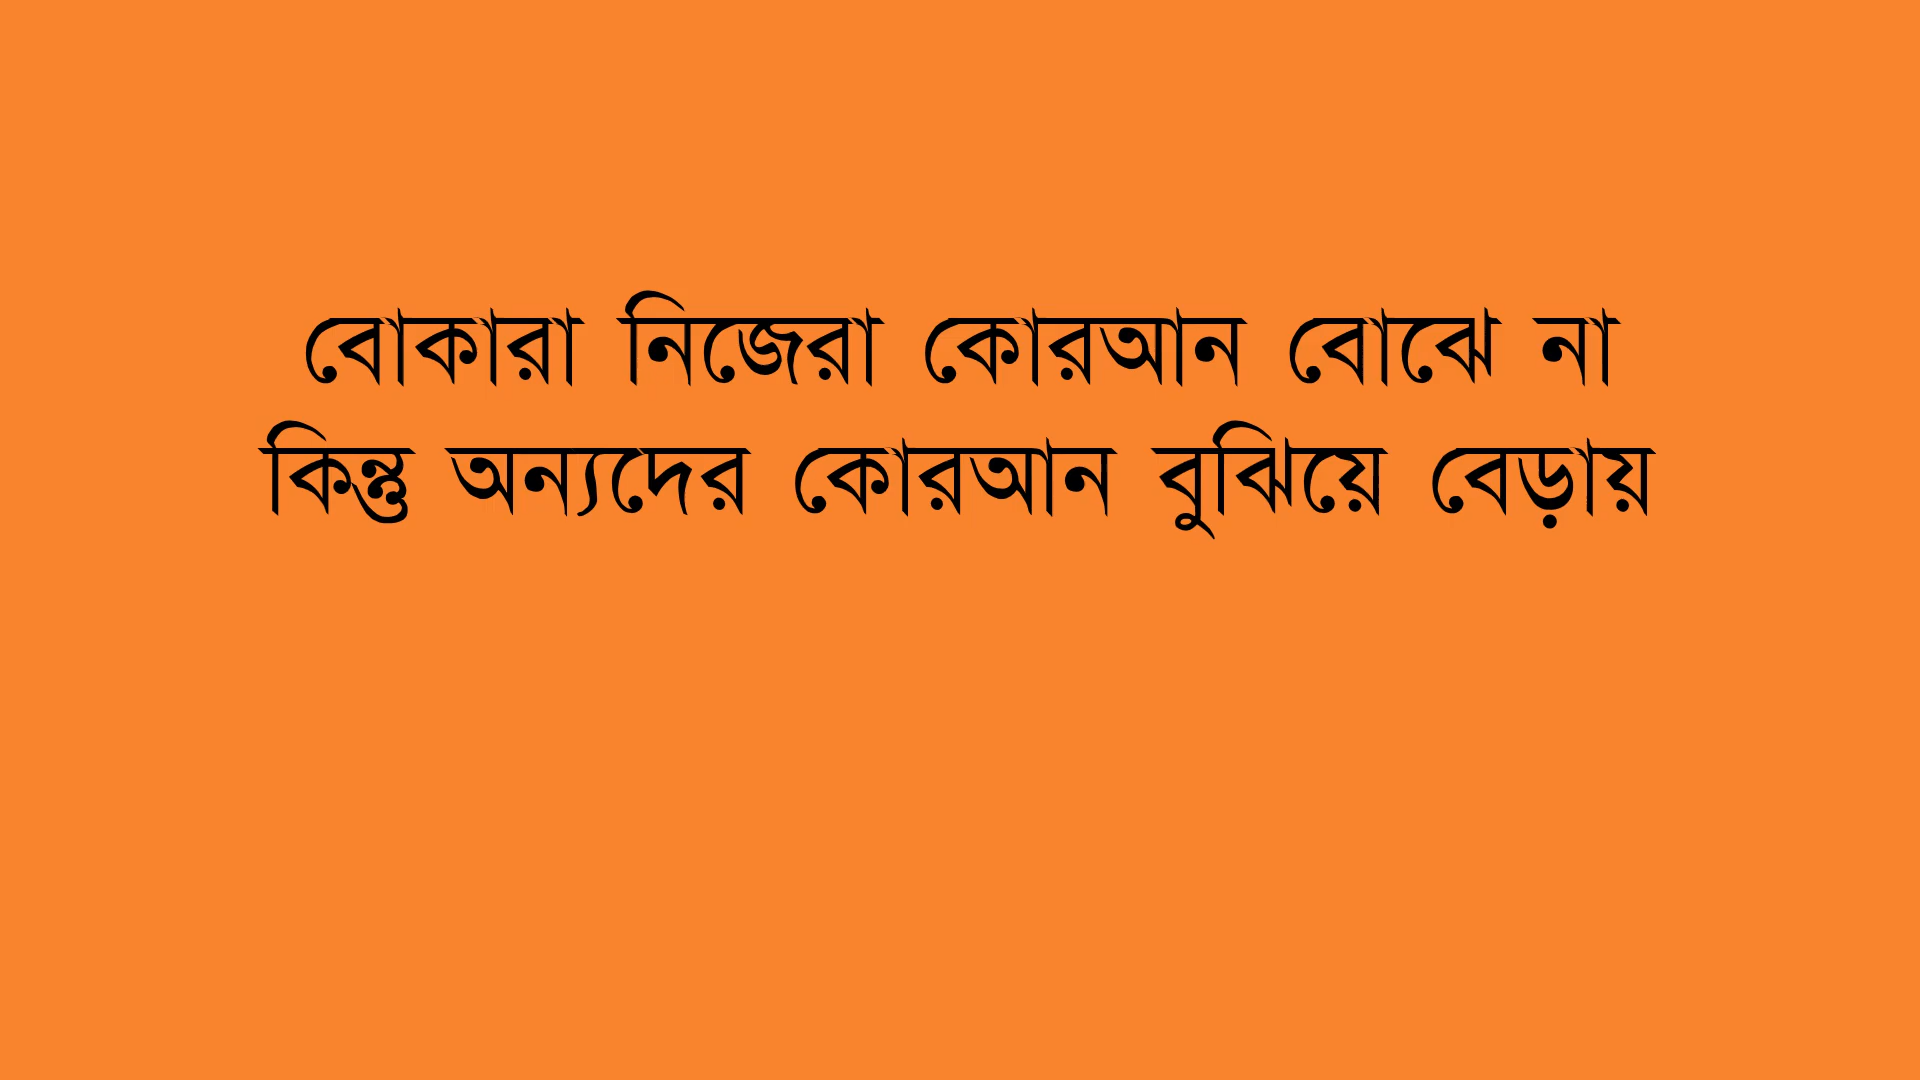 বোকারা নিজেরা কোরআন বোঝে না
কিন্তু অন্যদের কোরআন বুঝিয়ে বেড়ায়